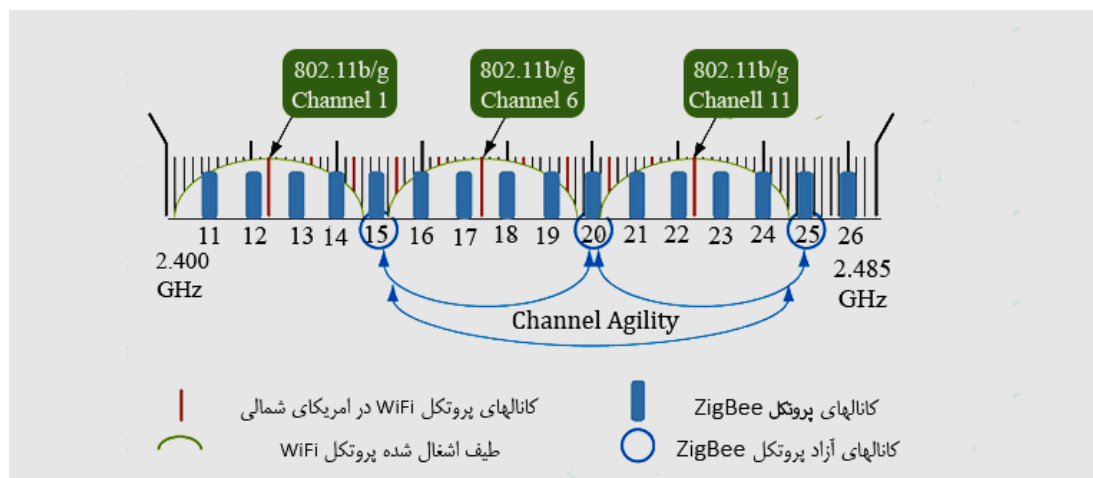 802.11b/g
Channel 1
802.11b/g
Channel 6
802.11b/g
Chanell 11
11 12 13 14 15 16 17 18 19 20 21 22 23 24 25 26
2.400
GHz
2.485
GHz
Channel Agility
کانالهای پروتکل ZigBee
کانالهای پروتکل WiFi در امریکای شمالی
کانالهای آزاد پروتکل ZigBee
طیف اشغال شده پروتکل WiFi